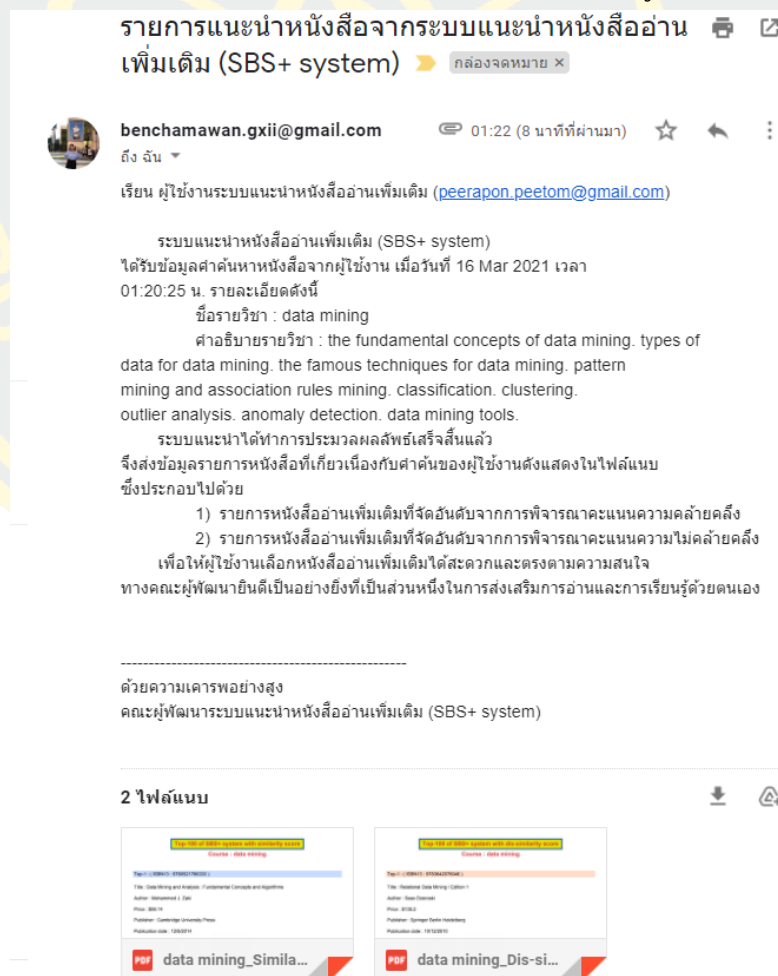 รายการแนะนำหนังสือจากระบบแนะนำหนังสืออ่าน
เพิ่มเติม (SBS+ system) กล่องจดหมาย ×
benchamawan.gxii@gmail.com 01:22 (8 นาทีที่ผ่านมา)
ถึง ฉัน
เรียน ผู้ใช้งานระบบแนะนำหนังสืออ่านเพิ่มเติม (peerapon.peetom@gmail.com)
ระบบแนะนำหนังสืออ่านเพิ่มเติม (SBS+ system)
ได้รับข้อมูลคำค้นหาหนังสือจากผู้ใช้งาน เมื่อวันที่ 16 Mar 2021 เวลา
01:20:25 น. รายละเอียดดังนี้
ชื่อรายวิชา : data mining
คำอธิบายรายวิชา : the fundamental concepts of data mining. types of
data for data mining. the famous techniques for data mining. pattern
mining and association rules mining. classification. clustering.
outlier analysis. anomaly detection. data mining tools.
ระบบแนะนำได้ทำการประมวลผลลัพธ์เสร็จสิ้นแล้ว
จึงส่งข้อมูลรายการหนังสือที่เกี่ยวเนื่องกับคำค้นของผู้ใช้งานดังแสดงในไฟล์แนบ
ซึ่งประกอบไปด้วย
1) รายการหนังสืออ่านเพิ่มเติมที่จัดอันดับจากการพิจารณาคะแนนความคล้ายคลึง
2) รายการหนังสืออ่านเพิ่มเติมที่จัดอันดับจากการพิจารณาคะแนนความไม่คล้ายคลึง
เพื่อให้ผู้ใช้งานเลือกหนังสืออ่านเพิ่มเติมได้สะดวกและตรงตามความสนใจ
ทางคณะผู้พัฒนายินดีเป็นอย่างยิ่งที่เป็นส่วนหนึ่งในการส่งเสริมการอ่านและการเรียนรู้ด้วยตนเอง
---------------------------------------------------
ด้วยความเคารพอย่างสูง
คณะผู้พัฒนาระบบแนะนำหนังสืออ่านเพิ่มเติม (SBS+ system)
2 ไฟล์แนบ
Top-100 of SBS+ system with similarity score
Course : data mining
Title : Data Mining and Analysis : Fundamental Concepts and Algorithms
Author : Mohammed J. Zaki
Publisher : Cambridge University Press
PDF data mining_Simila...
Top-100 of SBS+ system with dis-similarity score
Course : data mining
Title : Relational Data Mining / Edition 1
Author : Saso Dzeroski
Publisher : Springer Berlin Heidelberg
PDF data mining_Dis-si...